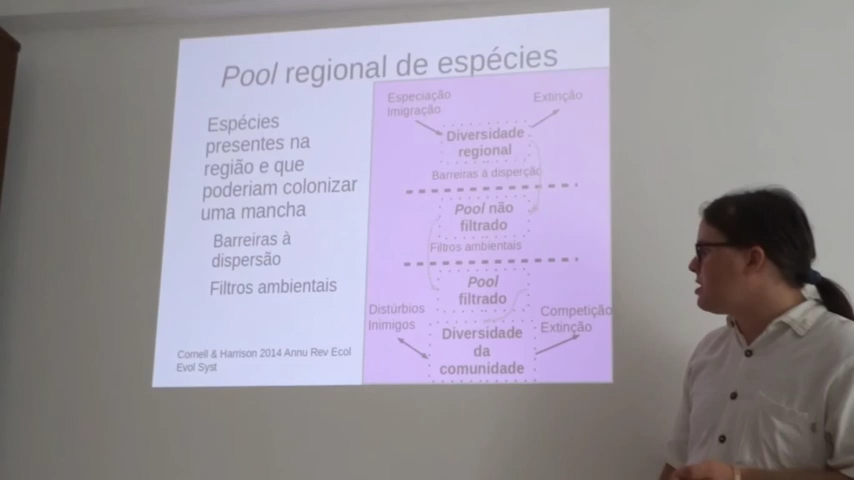 Pool regional de espécies
Espécies
presentes na
região e que
poderiam colonizar
uma mancha
Barreiras à
dispersão
Filtros ambientais
Cornell & Harrison 2014 Annu Rev Ecol
Evol Syst
Especiação
Imigração
Extinção
Diversidade
regional
Barreiras à disperção
Pool não
filtrado
Filtros ambientais
Pool
filtrado
Distúrbios
Inimigos
Competição
Extinção
Diversidade
da
comunidade